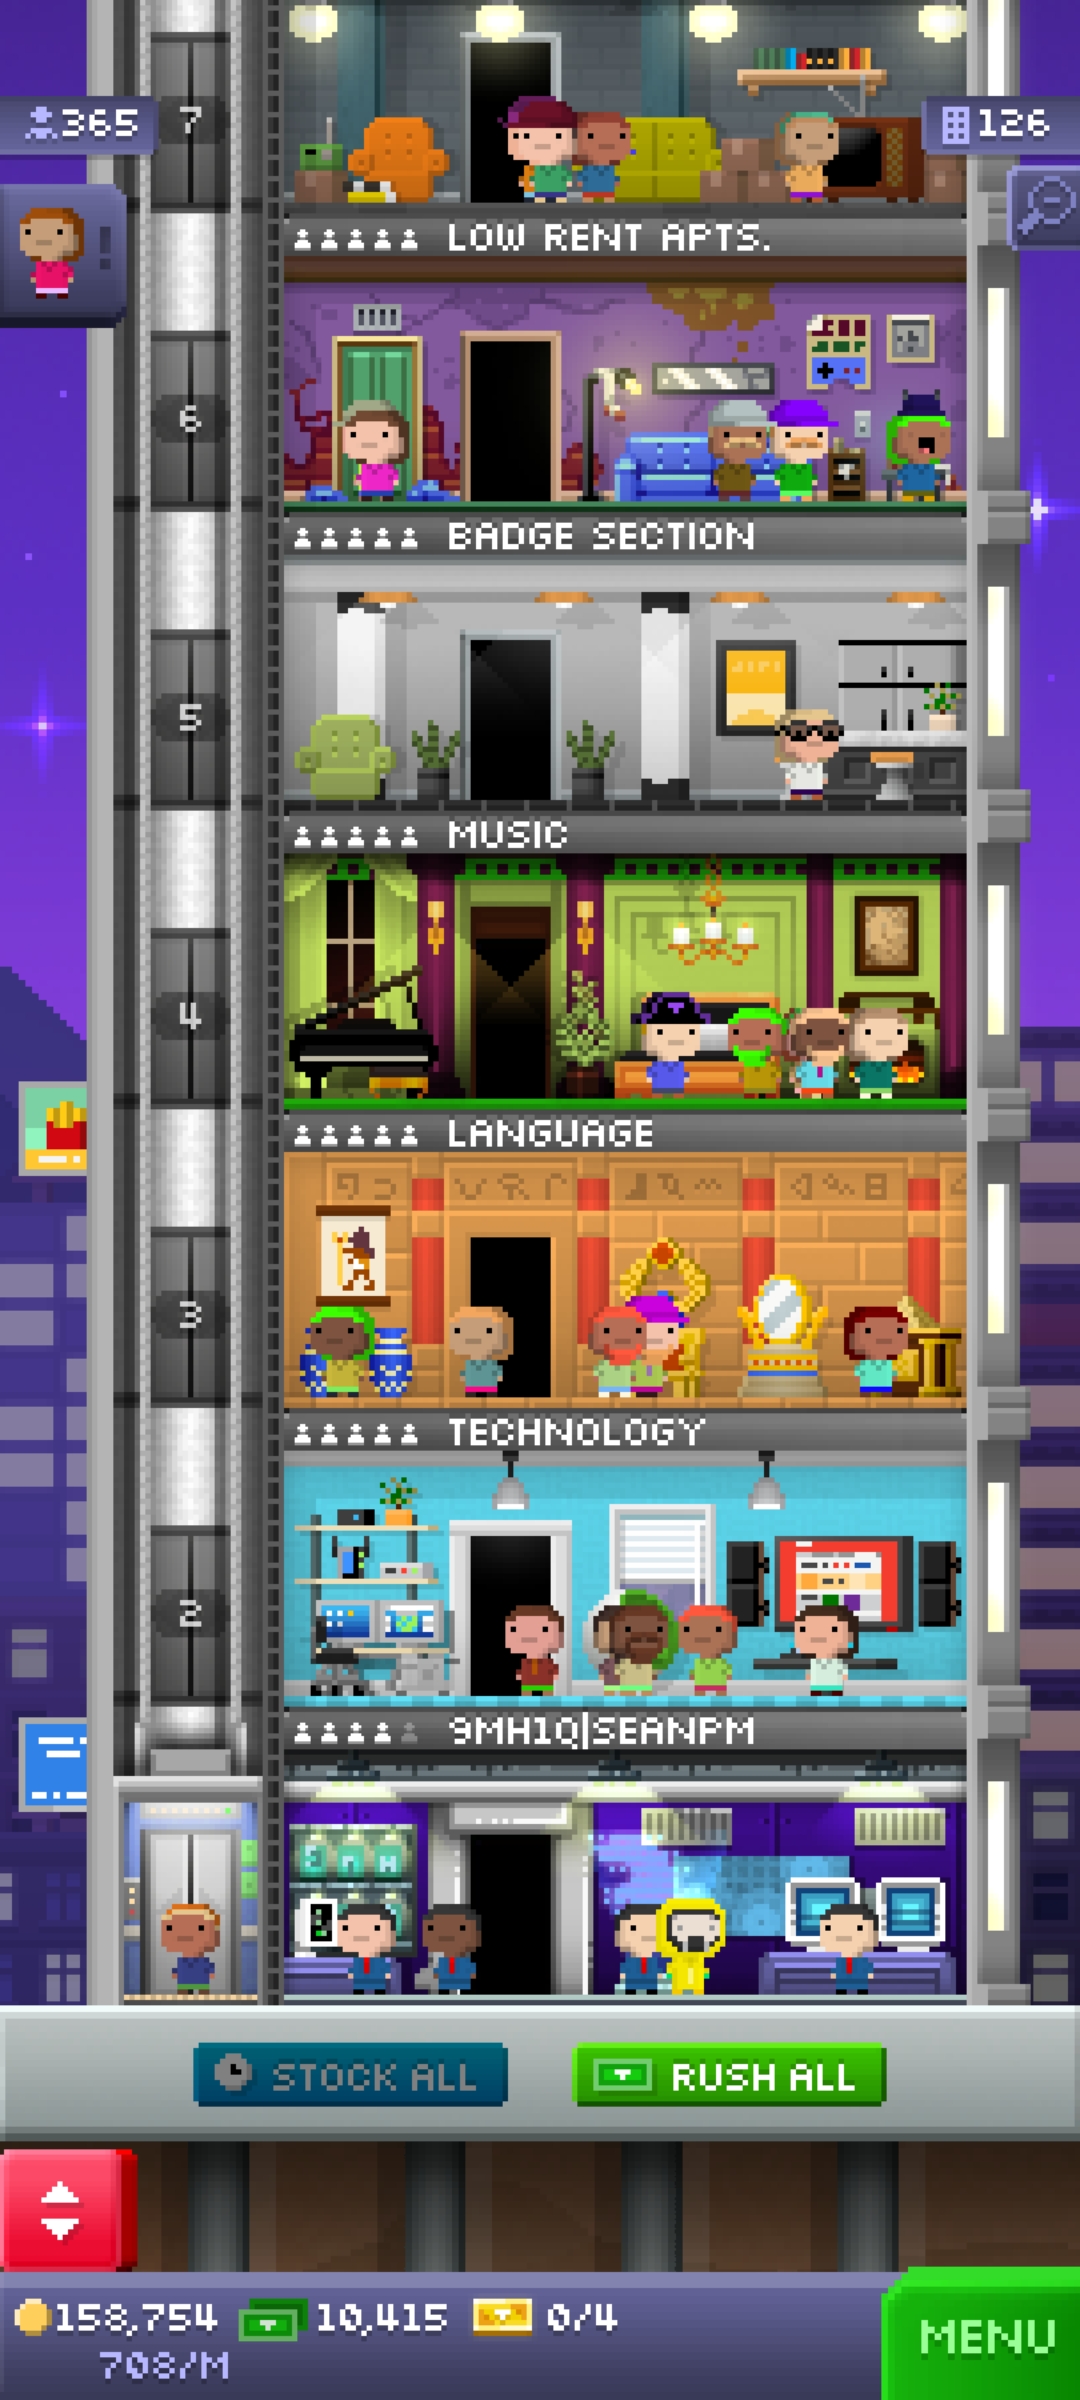 7
365
126
LOW RENT APTS.
6
BADGE SECTION
5
MUSIC
4
LANGUAGE
3
TECHNOLOGY
2
9MH1Q|SEANPM
STOCK ALL
RUSH ALL
158,754
10,415
0/4
708/M
MENU